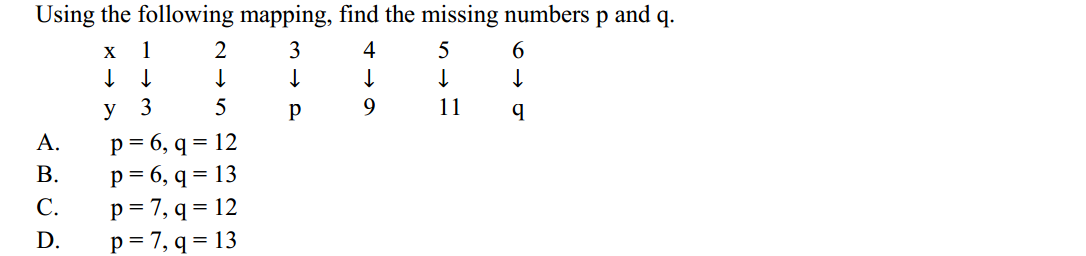 Using the following mapping, find the missing numbers p and q.
x 1 2 3 4 5 6
↓ ↓ ↓ ↓ ↓ ↓ ↓
y 3 5 p 9 11 q
A. p = 6, q = 12
B. p = 6, q = 13
C. p = 7, q = 12
D. p = 7, q = 13